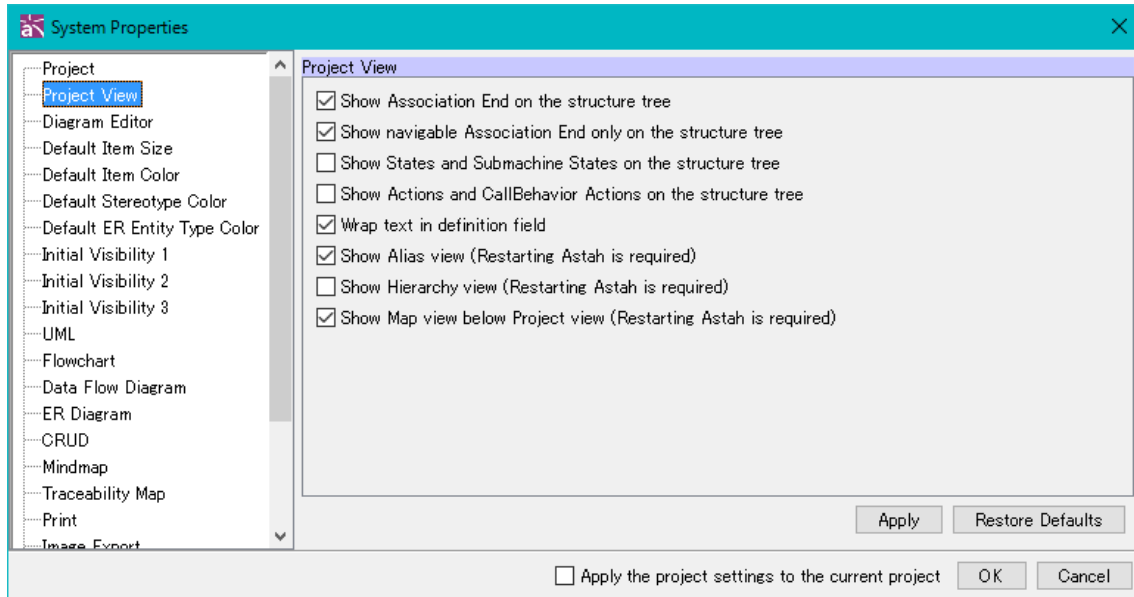 System Properties
Project
Project View
Diagram Editor
Default Item Size
Default Item Color
Default Stereotype Color
Default ER Entity Type Color
Initial Visibility 1
Initial Visibility 2
Initial Visibility 3
UML
Flowchart
Data Flow Diagram
ER Diagram
CRUD
Mindmap
Traceability Map
Print
Image Export
Project View
Show Association End on the structure tree
Show navigable Association End only on the structure tree
Show States and Submachine States on the structure tree
Show Actions and CallBehavior Actions on the structure tree
Wrap text in definition field
Show Alias view (Restarting Astah is required)
Show Hierarchy view (Restarting Astah is required)
Show Map view below Project view (Restarting Astah is required)
Apply Restore Defaults
Apply the project settings to the current project OK Cancel